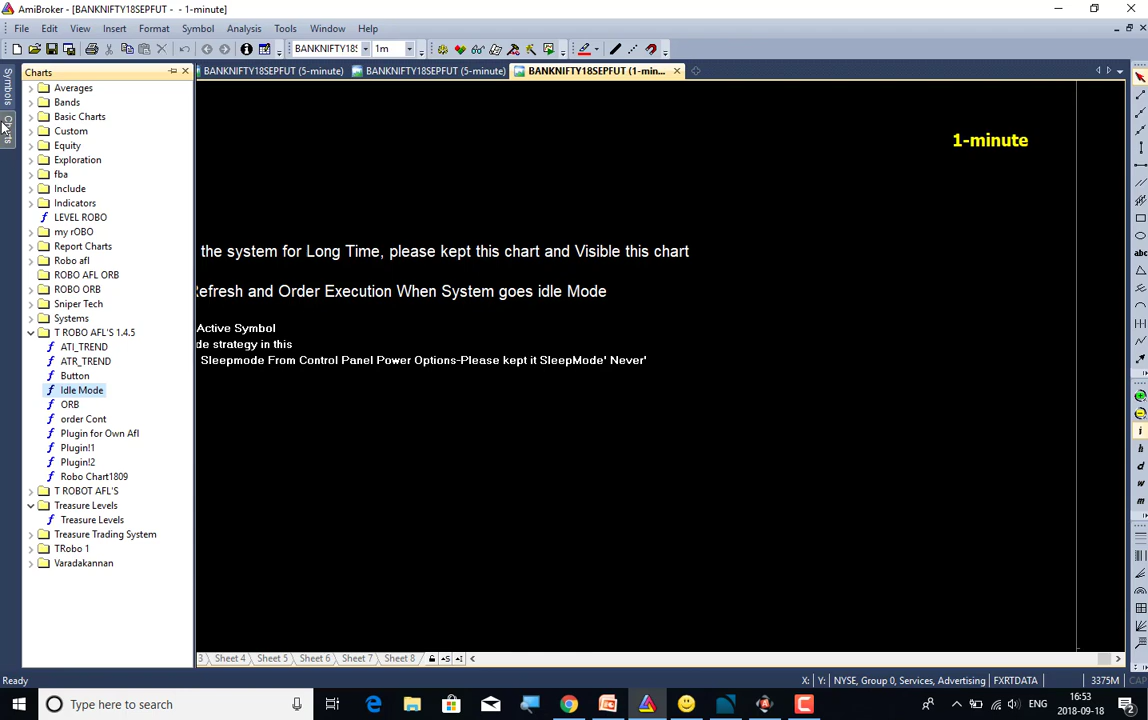 AmiBroker - [BANKNIFTY18SEPFUT - - 1-minute]
File Edit View Insert Format Symbol Analysis Tools Window Help
BANKNIFTY18S 1m
Charts
BANKNIFTY18SEPFUT (5-minute) BANKNIFTY18SEPFUT (5-minute) BANKNIFTY18SEPFUT (1-min...
Symbols
Charts
Averages
Bands
Basic Charts
Custom
Equity
Exploration
fba
Include
Indicators
LEVEL ROBO
my rOBO
Report Charts
Robo afl
ROBO AFL ORB
ROBO ORB
Sniper Tech
Systems
T ROBO AFL'S 1.4.5
ATI_TREND
ATR_TREND
Button
Idle Mode
ORB
order Cont
Plugin for Own Afl
Plugin!1
Plugin!2
Robo Chart1809
T ROBOT AFL'S
Treasure Levels
Treasure Levels
Treasure Trading System
TRobo 1
Varadakannan
1-minute
the system for Long Time, please kept this chart and Visible this chart
Refresh and Order Execution When System goes idle Mode
Active Symbol
de strategy in this
Sleepmode From Control Panel Power Options-Please kept it SleepMode' Never'
abc
i
h
d
w
m
3 Sheet 4 Sheet 5 Sheet 6 Sheet 7 Sheet 8
Ready X: Y: NYSE, Group 0, Services, Advertising FXRTDATA 3375M CAP
Type here to search
ENG
16:53
2018-09-18
2